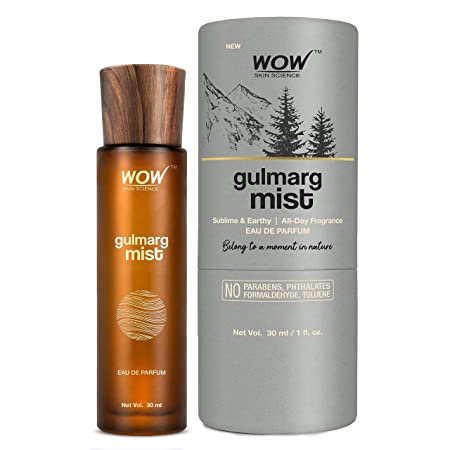 WOW™
SKIN SCIENCE
gulmarg
mist
EAU DE PARFUM
Net Vol. 30 ml
NEW
WOW™
SKIN SCIENCE
gulmarg
mist
Sublime & Earthy | All-Day Fragrance
EAU DE PARFUM
Belong to a moment in nature
NO PARABENS, PHTHALATES
FORMALDEHYDE, TOLUENE
Net Vol. 30 ml / 1 fl. oz.